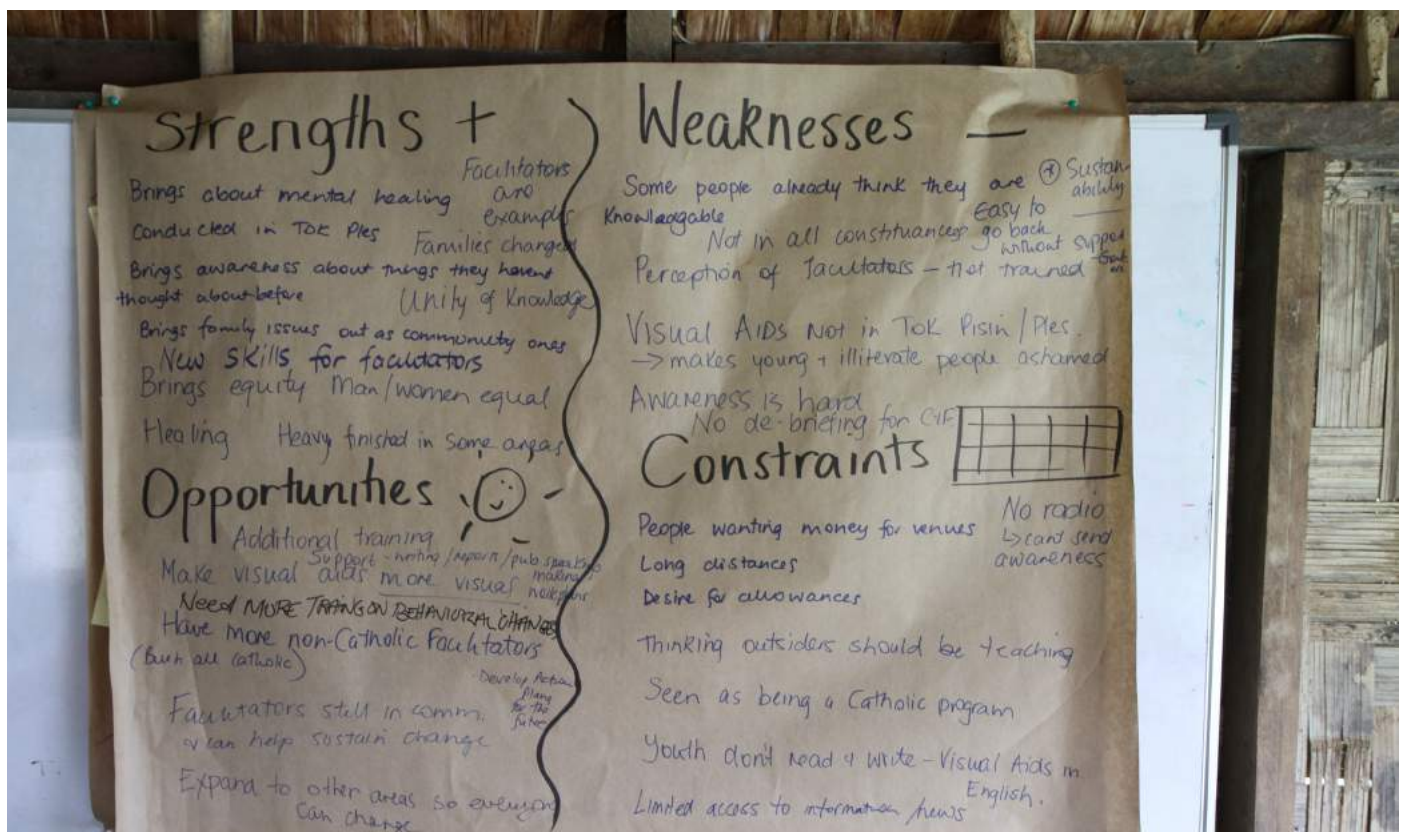 Strengths +
Facilitators
are
examples
Brings about mental healing
conducted in Tok Ples
Families changed
Brings awareness about things they havent
thought about before
Unity of Knowledge
Brings family issues out as community ones
New skills for facilitators
Brings equity Man/women equal
Healing
Heavy finished in some areas
Opportunities
Additional training
Support - writing / reports / pub speaking
Make visual aids more visual
making
Need MORE TRAING ON BEHAVIORAL CHANGES
Have more non-Catholic Facilitators
all Catholic)
Develop Action
Plans
for the
future
Facilitators still in comm.
can help sustain change
Expand to other areas so everyone
can change
Weaknesses -
Sustain-
ability
Some people already think they are
Knowledgable
Easy to
go back
without support
Not in all constituances
Perception of facilitators - not trained
Visual AIDS Not in Tok Pisin / Ples.
→ makes young + illiterate people ashamed
Awareness is hard
No de-briefing for
Constraints
People wanting money for venues
No radio
↳ cant send
awareness
Long distances
Desire for allowances
Thinking outsiders should be teaching
Seen as being a Catholic program
Youth don't read & write - Visual Aids in
English.
Limited access to information / news